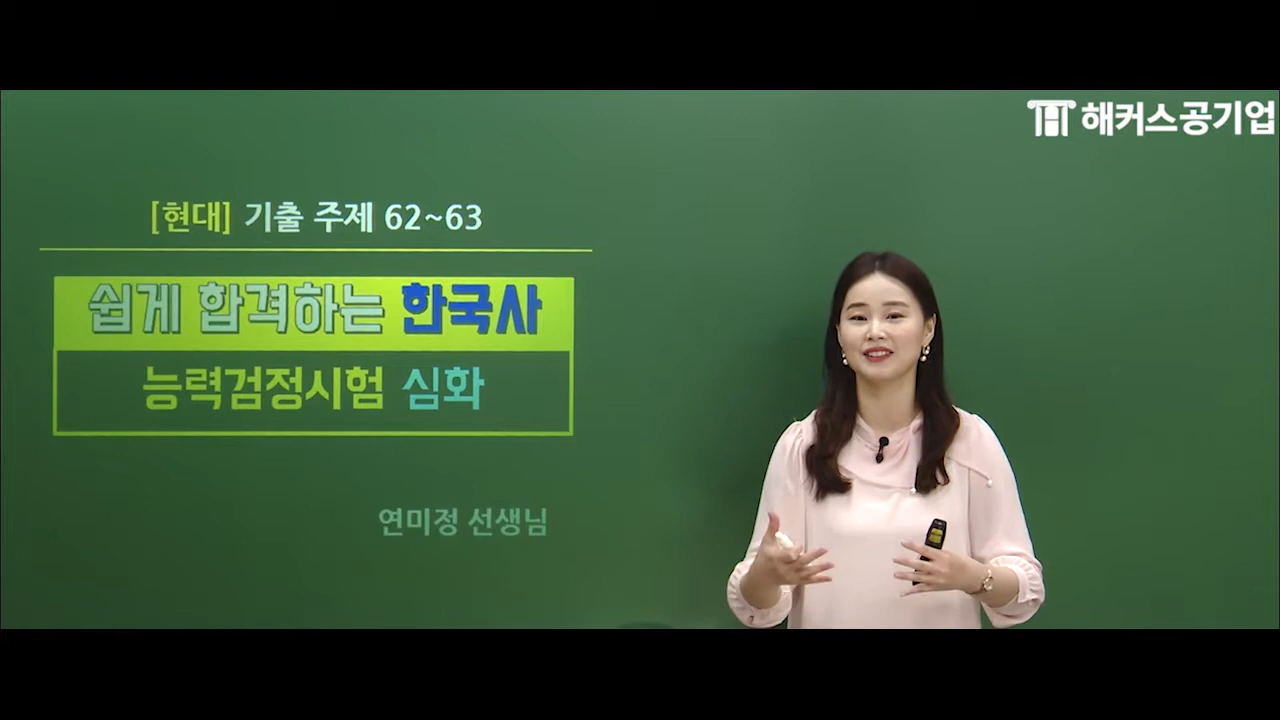 해커스공기업
[현대] 기출 주제 62~63
쉽게 합격하는 한국사
능력검정시험 심화
연미정 선생님